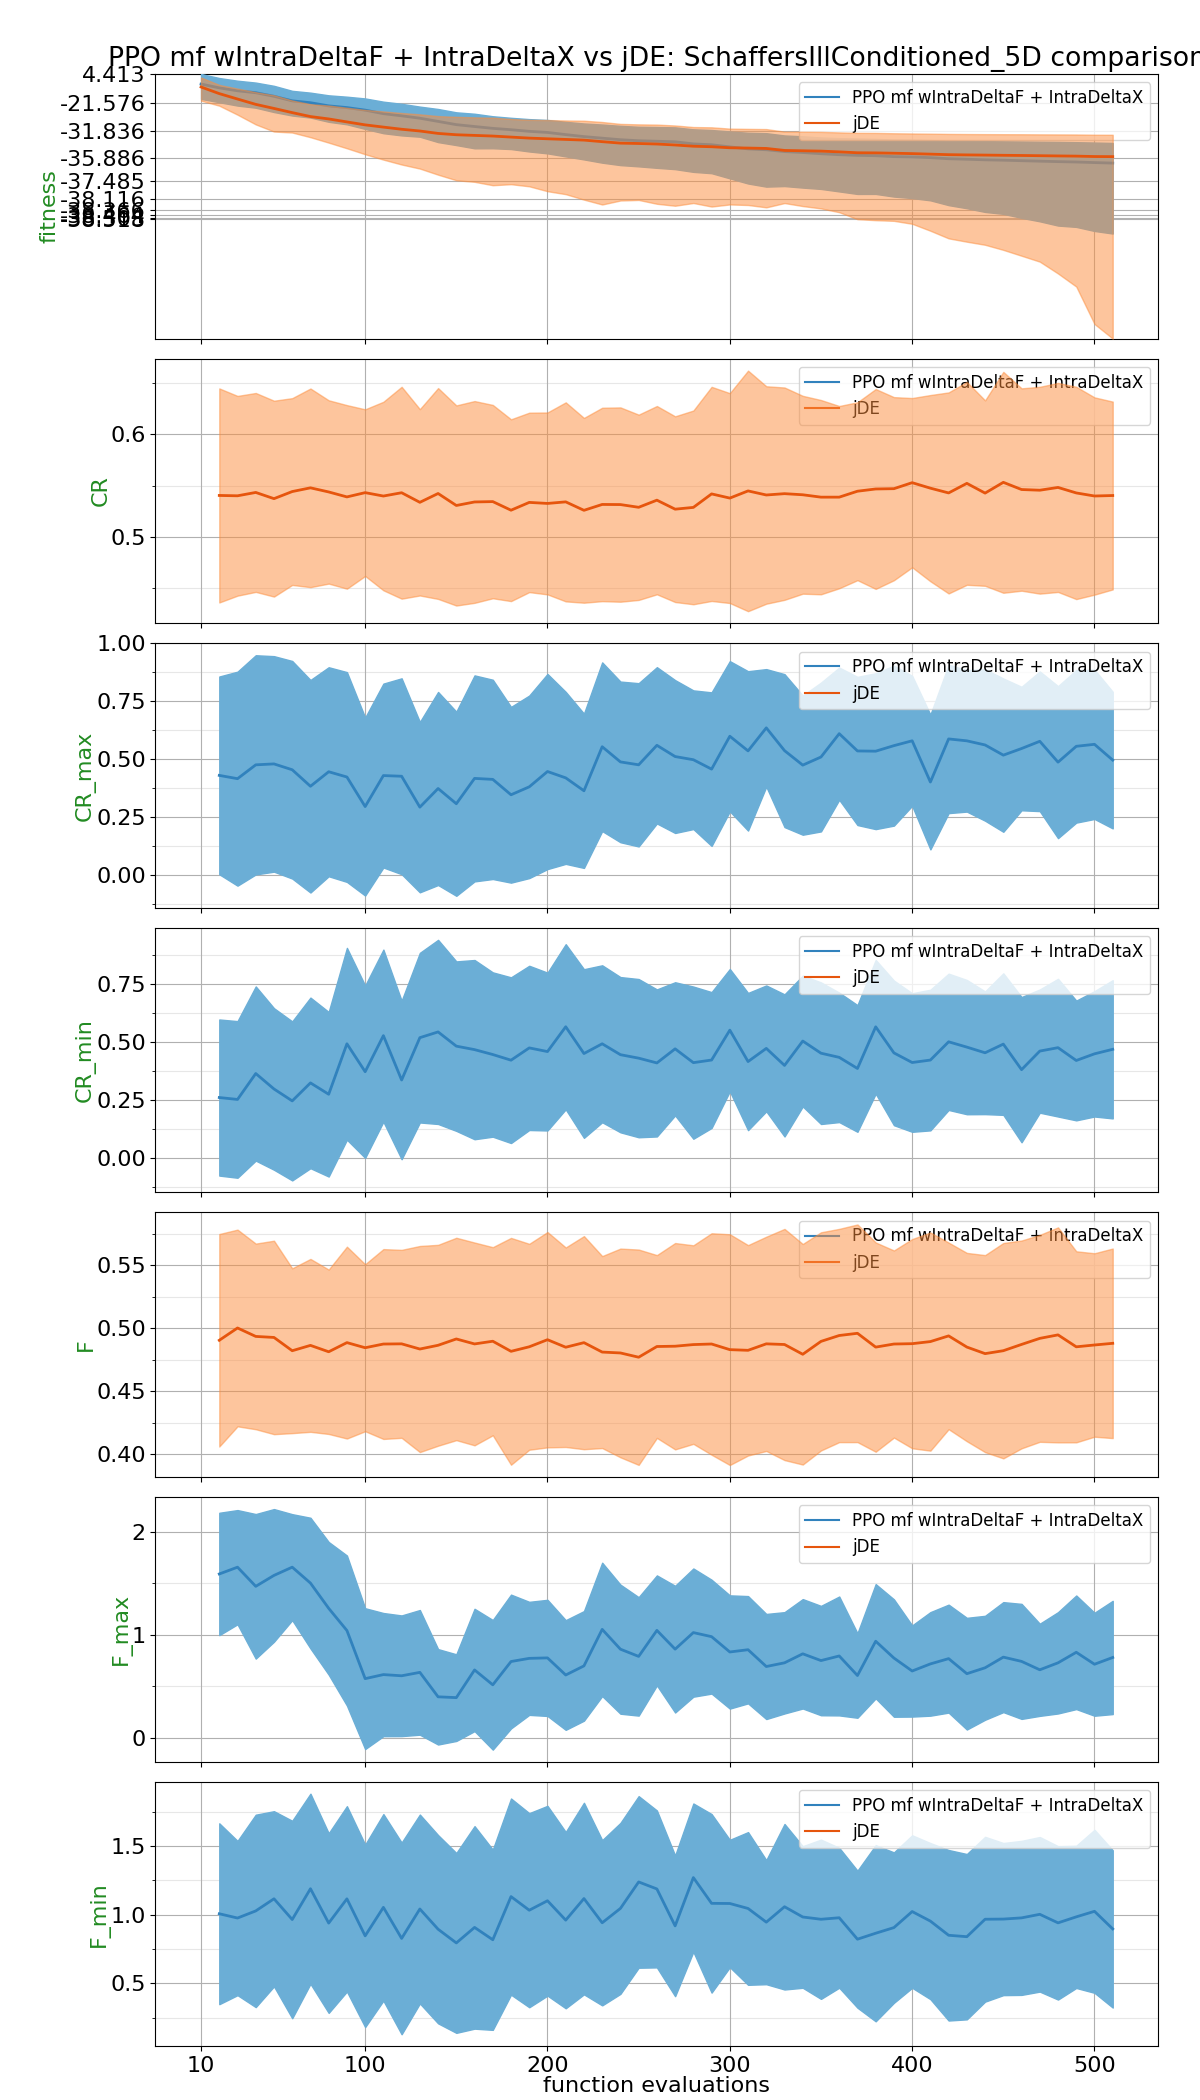 PPO mf wIntraDeltaF + IntraDeltaX vs jDE: SchaffersIllConditioned_5D comparison
4.413
-21.576
-31.836
-35.886
-37.485
-38.116
fitness
PPO mf wIntraDeltaF + IntraDeltaX
jDE
0.6
0.5
CR
PPO mf wIntraDeltaF + IntraDeltaX
jDE
1.00
0.75
0.50
0.25
0.00
CR_max
PPO mf wIntraDeltaF + IntraDeltaX
jDE
0.75
0.50
0.25
0.00
CR_min
PPO mf wIntraDeltaF + IntraDeltaX
jDE
0.55
0.50
0.45
0.40
F
PPO mf wIntraDeltaF + IntraDeltaX
jDE
2
1
0
F_max
PPO mf wIntraDeltaF + IntraDeltaX
jDE
1.5
1.0
0.5
F_min
PPO mf wIntraDeltaF + IntraDeltaX
jDE
10 100 200 300 400 500
function evaluations